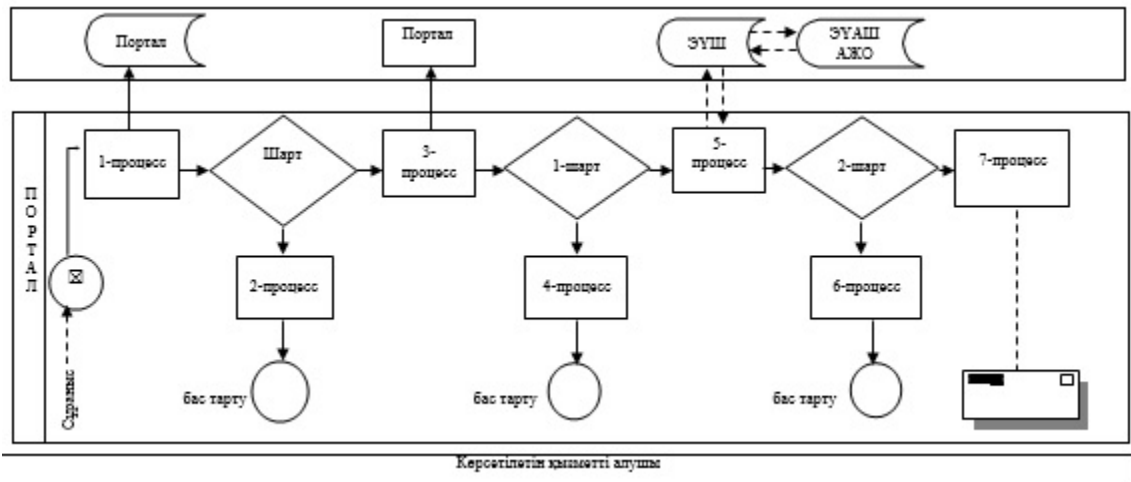 Портал
Портал
ЭҮШ
ЭҮАШ
АЖО
ПОРТАЛ
1-процесс
Шарт
3-
процесс
1-шарт
5-
процесс
2-шарт
7-процесс
2-процесс
4-процесс
6-процесс
Сұраныс
бас тарту
бас тарту
бас тарту
Көрсетілетін қызметті алушы